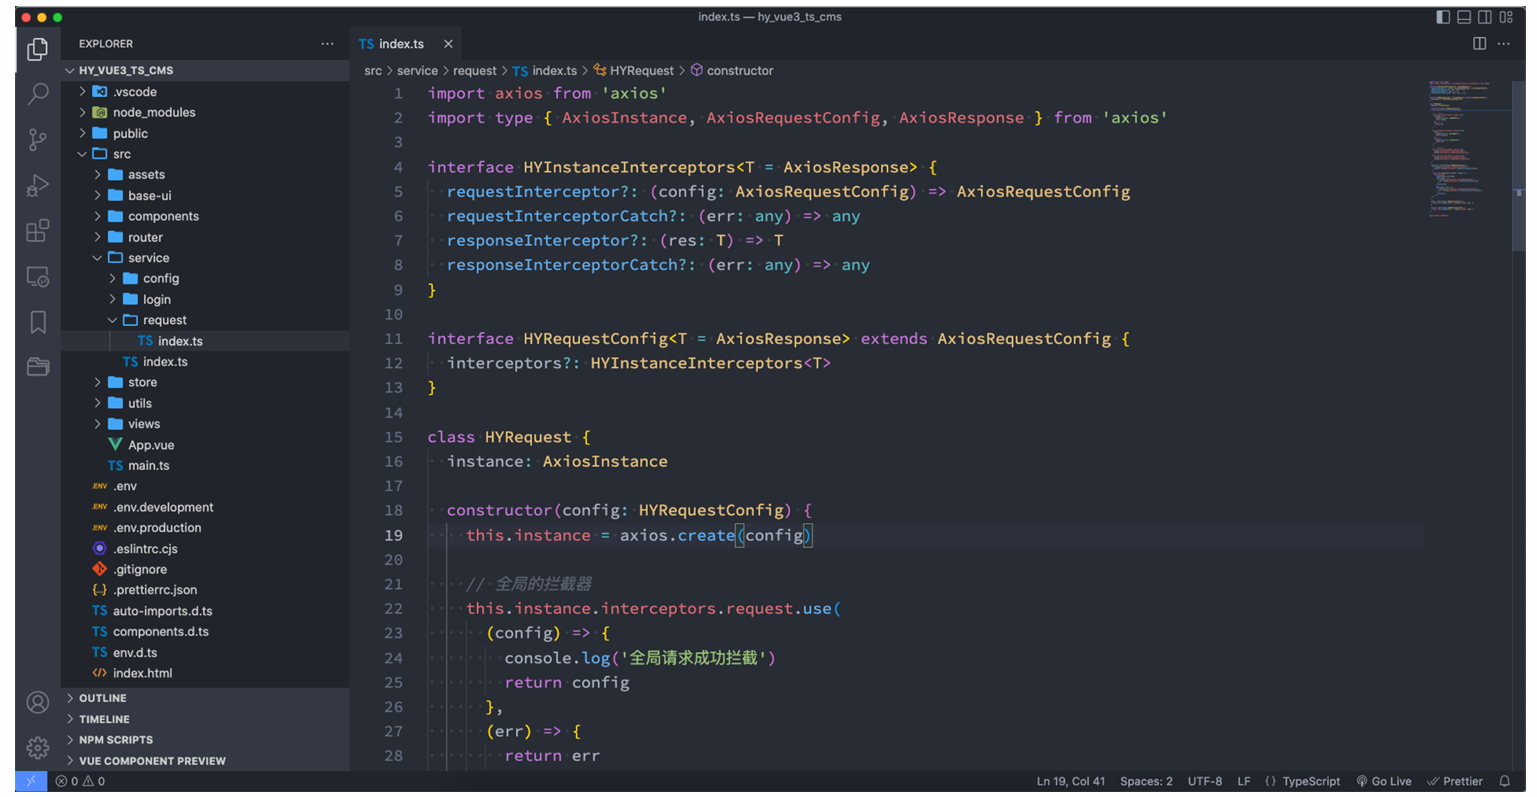 index.ts — hy_vue3_ts_cms
EXPLORER
HY_VUE3_TS_CMS
.vscode
node_modules
public
src
assets
base-ui
components
router
service
config
login
request
TS index.ts
TS index.ts
store
utils
views
App.vue
TS main.ts
.ENV .env
.ENV .env.development
.ENV .env.production
.eslintrc.cjs
.gitignore
{..} .prettierrc.json
TS auto-imports.d.ts
TS components.d.ts
TS env.d.ts
<> index.html
OUTLINE
TIMELINE
NPM SCRIPTS
VUE COMPONENT PREVIEW
TS index.ts ×
src > service > request > TS index.ts > HYRequest > constructor
1 import axios from 'axios'
2 import type { AxiosInstance, AxiosRequestConfig, AxiosResponse } from 'axios'
3
4 interface HYInstanceInterceptors<T = AxiosResponse> {
5 requestInterceptor?: (config: AxiosRequestConfig) => AxiosRequestConfig
6 requestInterceptorCatch?: (err: any) => any
7 responseInterceptor?: (res: T) => T
8 responseInterceptorCatch?: (err: any) => any
9 }
10
11 interface HYRequestConfig<T = AxiosResponse> extends AxiosRequestConfig {
12 interceptors?: HYInstanceInterceptors<T>
13 }
14
15 class HYRequest {
16 instance: AxiosInstance
17
18 constructor(config: HYRequestConfig) {
19 this.instance = axios.create(config)
20
21 // 全局的拦截器
22 this.instance.interceptors.request.use(
23 (config) => {
24 console.log('全局请求成功拦截')
25 return config
26 },
27 (err) => {
28 return err
0 0
Ln 19, Col 41 Spaces: 2 UTF-8 LF {} TypeScript Go Live Prettier